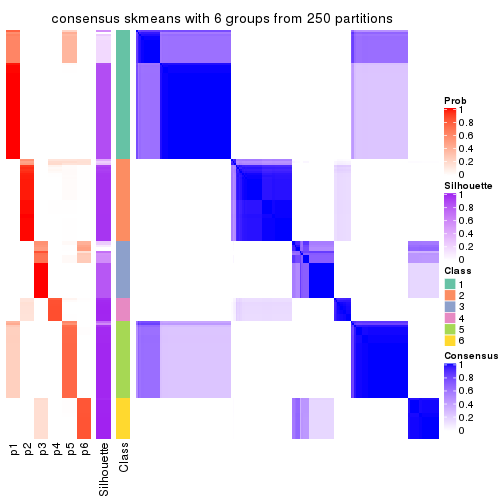 consensus skmeans with 6 groups from 250 partitions
Prob
1
0.8
0.6
0.4
0.2
0
Silhouette
1
0.8
0.6
0.4
0.2
0
Class
1
2
3
4
5
6
Consensus
1
0.8
0.6
0.4
0.2
0
p1
p2
p3
p4
p5
p6
Silhouette
Class